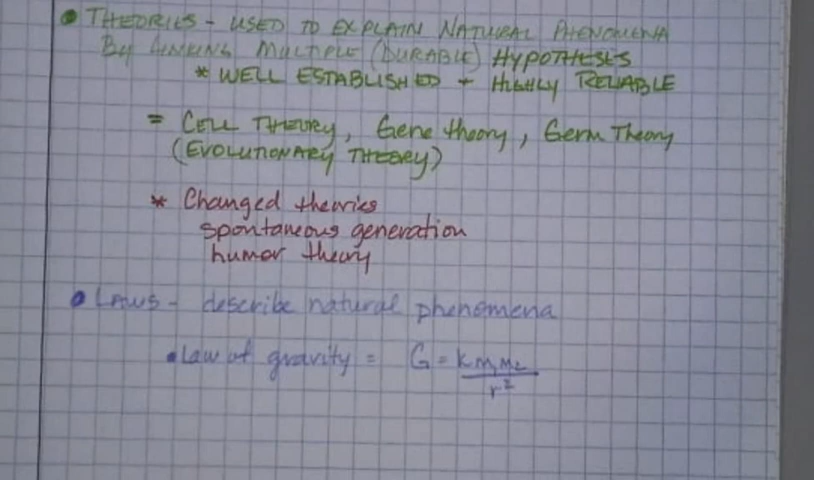 • THEORIES - USED TO EXPLAIN NATURAL PHENOMENA
By LINKING MULTIPLE (DURABLE) HYPOTHESES
* WELL ESTABLISHED + HIGHLY RELIABLE
= CELL THEORY, Gene theory, Germ Theory
(EVOLUTIONARY THEORY)
* Changed theories
spontaneous generation
humor theory
• LAWS - describe natural phenomena
• Law of gravity = G = KM₁M₂/r²